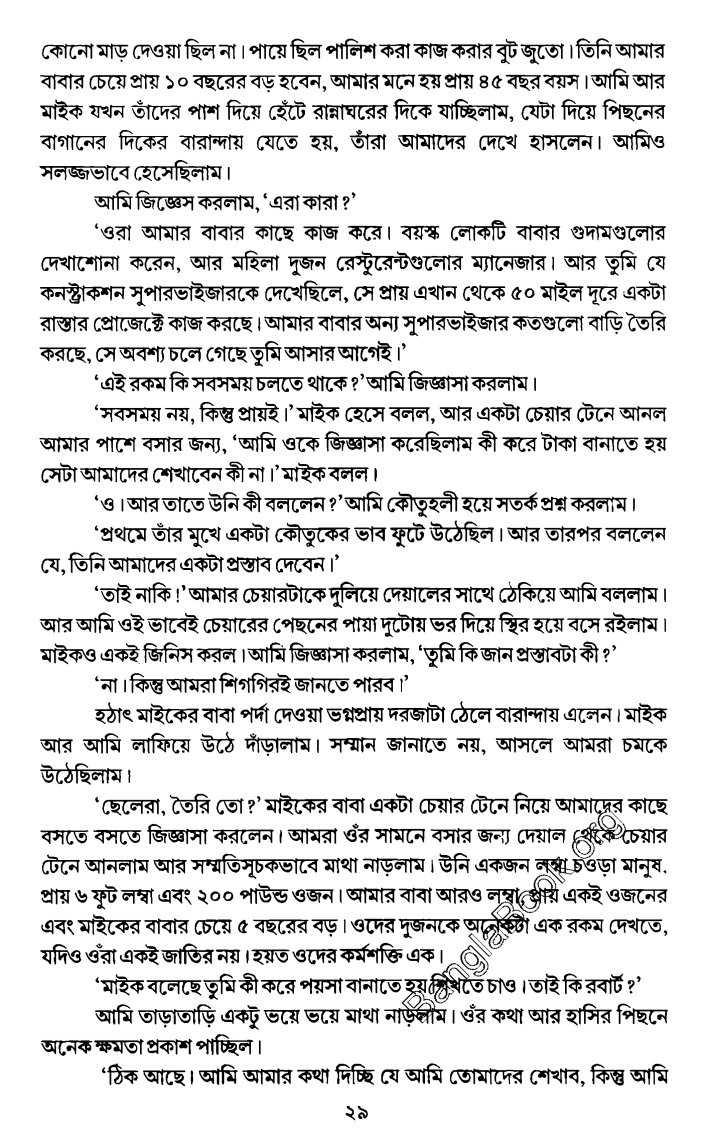 কোনো মাড় দেওয়া ছিল না। পায়ে ছিল পালিশ করা কাজ করার বুট জুতো। তিনি আমার
বাবার চেয়ে প্রায় ১০ বছরের বড় হবেন, আমার মনে হয় প্রায় ৪৫ বছর বয়স। আমি আর
মাইক যখন তাঁদের পাশ দিয়ে হেঁটে রান্নাঘরের দিকে যাচ্ছিলাম, যেটা দিয়ে পিছনের
বাগানের দিকের বারান্দায় যেতে হয়, তাঁরা আমাদের দেখে হাসলেন। আমিও
সলজ্জভাবে হেসেছিলাম।
আমি জিজ্ঞেস করলাম, ‘এরা কারা?’
‘ওরা আমার বাবার কাছে কাজ করে। বয়স্ক লোকটি বাবার গুদামগুলোর
দেখাশোনা করেন, আর মহিলা দুজন রেস্টুরেন্টগুলোর ম্যানেজার। আর তুমি যে
কনস্ট্রাকশন সুপারভাইজারকে দেখেছিলে, সে প্রায় এখান থেকে ৫০ মাইল দূরে একটা
রাস্তার প্রোজেক্টে কাজ করছে। আমার বাবার অন্য সুপারভাইজার কতগুলো বাড়ি তৈরি
করছে, সে অবশ্য চলে গেছে তুমি আসার আগেই।’
‘এই রকম কি সবসময় চলতে থাকে?’ আমি জিজ্ঞাসা করলাম।
‘সবসময় নয়, কিন্তু প্রায়ই।’ মাইক হেসে বলল, আর একটা চেয়ার টেনে আনল
আমার পাশে বসার জন্য, ‘আমি ওকে জিজ্ঞাসা করেছিলাম কী করে টাকা বানাতে হয়
সেটা আমাদের শেখাবেন কী না।’ মাইক বলল।
‘ও। আর তাতে উনি কী বললেন?’ আমি কৌতুহলী হয়ে সতর্ক প্রশ্ন করলাম।
‘প্রথমে তাঁর মুখে একটা কৌতুকের ভাব ফুটে উঠেছিল। আর তারপর বললেন
যে, তিনি আমাদের একটা প্রস্তাব দেবেন।’
‘তাই নাকি!’ আমার চেয়ারটাকে দুলিয়ে দেয়ালের সাথে ঠেকিয়ে আমি বললাম।
আর আমি ওই ভাবেই চেয়ারের পেছনের পায়া দুটোয় ভর দিয়ে স্থির হয়ে বসে রইলাম।
মাইকও একই জিনিস করল। আমি জিজ্ঞাসা করলাম, ‘তুমি কি জান প্রস্তাবটা কী?’
‘না। কিন্তু আমরা শিগগিরই জানতে পারব।’
হঠাৎ মাইকের বাবা পর্দা দেওয়া ভগ্নপ্রায় দরজাটা ঠেলে বারান্দায় এলেন। মাইক
আর আমি লাফিয়ে উঠে দাঁড়ালাম। সম্মান জানাতে নয়, আসলে আমরা চমকে
উঠেছিলাম।
‘ছেলেরা, তৈরি তো?’ মাইকের বাবা একটা চেয়ার টেনে নিয়ে আমাদের কাছে
বসতে বসতে জিজ্ঞাসা করলেন। আমরা ওঁর সামনে বসার জন্য দেয়াল থেকে চেয়ার
টেনে আনলাম আর সম্মতিসূচকভাবে মাথা নাড়লাম। উনি একজন লম্বা চওড়া মানুষ.
প্রায় ৬ ফুট লম্বা এবং ২০০ পাউন্ড ওজন। আমার বাবা আরও লম্বা, প্রায় একই ওজনের
এবং মাইকের বাবার চেয়ে ৫ বছরের বড়। ওদের দুজনকে অনেকটা এক রকম দেখতে,
যদিও ওঁরা একই জাতির নয়। হয়ত ওদের কর্মশক্তি এক।
‘মাইক বলেছে তুমি কী করে পয়সা বানাতে হয় শিখতে চাও। তাই কি রবার্ট?’
আমি তাড়াতাড়ি একটু ভয়ে ভয়ে মাথা নাড়লাম। ওঁর কথা আর হাসির পিছনে
অনেক ক্ষমতা প্রকাশ পাচ্ছিল।
‘ঠিক আছে। আমি আমার কথা দিচ্ছি যে আমি তোমাদের শেখাব, কিন্তু আমি
২৯
BanglaBook.org